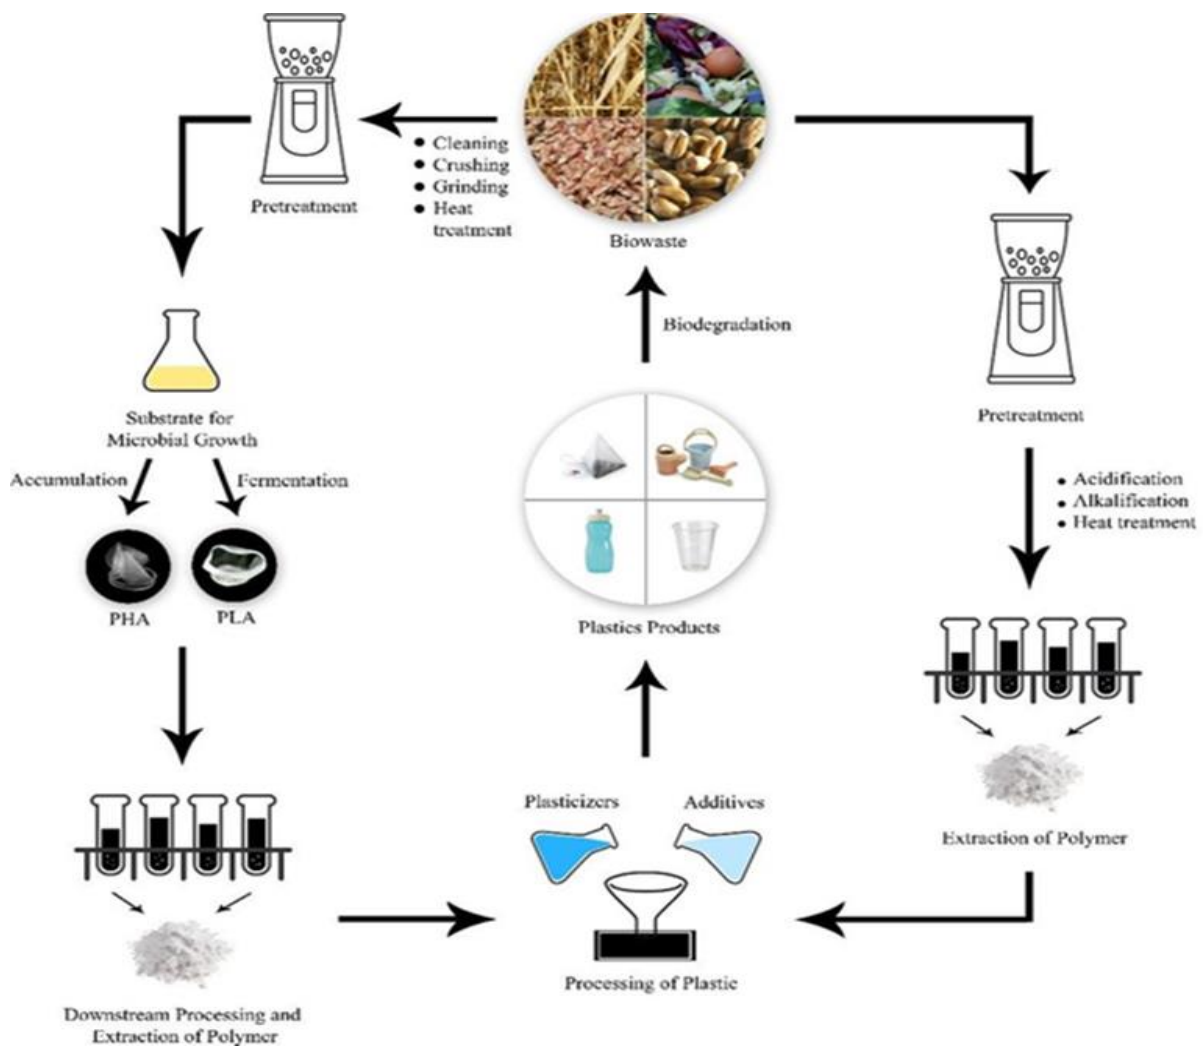 Cleaning
Crushing
Grinding
Heat
treatment
Pretreatment
Biowaste
Biodegradation
Substrate for
Microbial Growth
Accumulation
Fermentation
PHA
PLA
Pretreatment
Acidification
Alkalification
Heat treatment
Plastics Products
Plasticizers
Additives
Extraction of Polymer
Processing of Plastic
Downstream Processing and
Extraction of Polymer